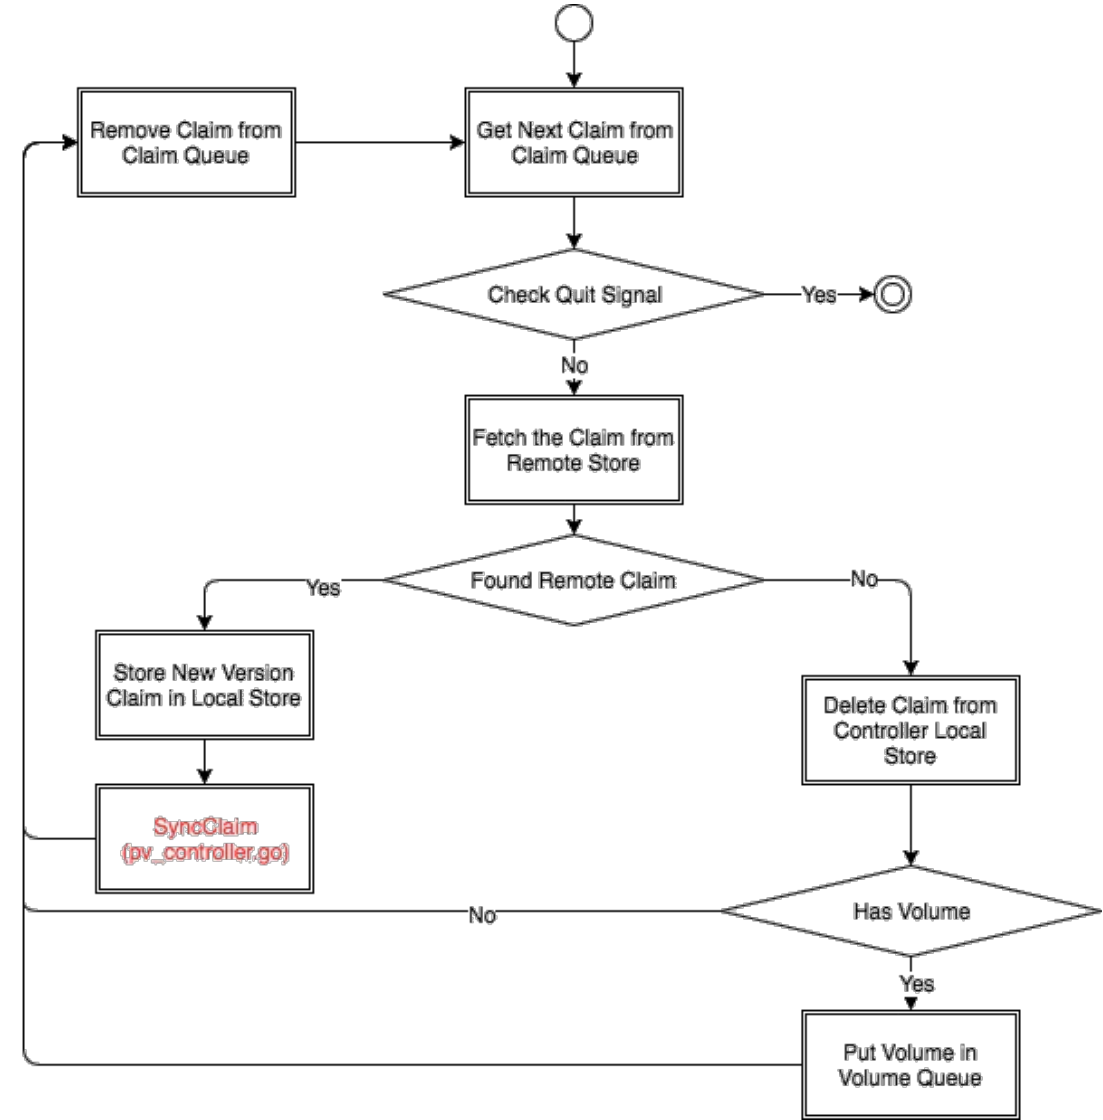 Remove Claim from
Claim Queue
Get Next Claim from
Claim Queue
Check Quit Signal
Yes
No
Fetch the Claim from
Remote Store
Found Remote Claim
Yes
No
Store New Version
Claim in Local Store
Delete Claim from
Controller Local
Store
SyncClaim
(pv_controller.go)
Has Volume
No
Yes
Put Volume in
Volume Queue